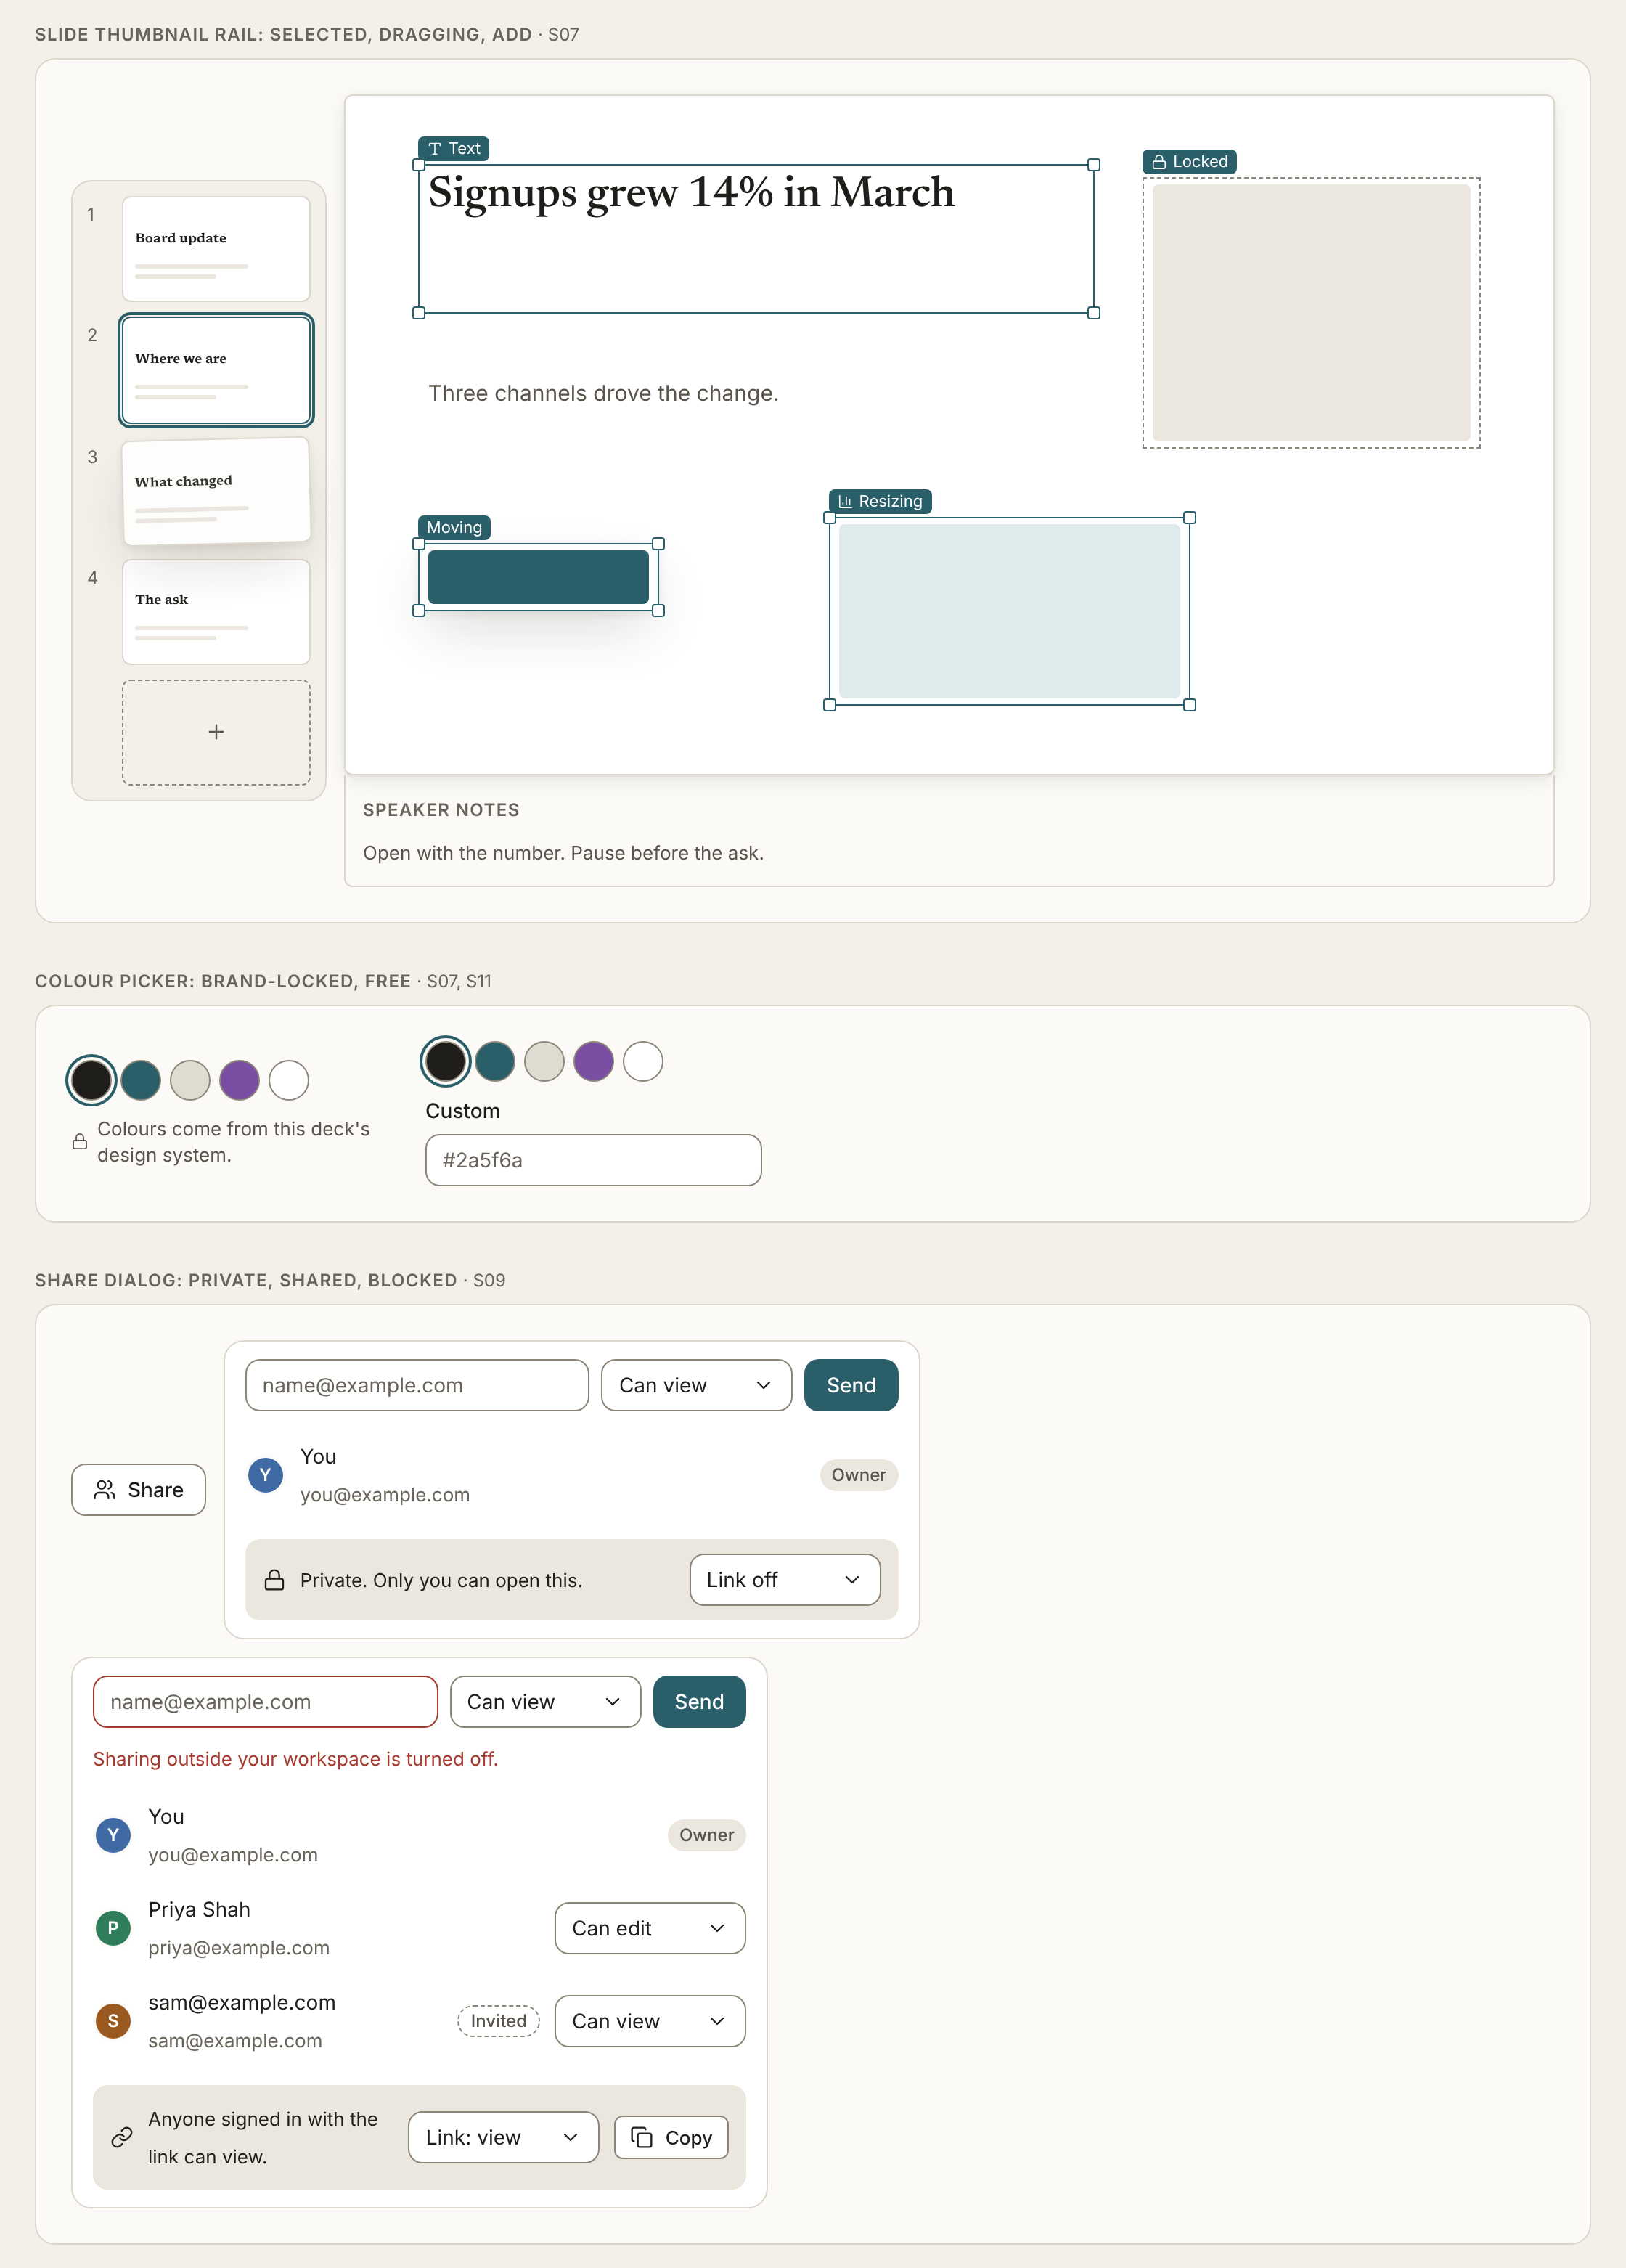 SLIDE THUMBNAIL RAIL: SELECTED, DRAGGING, ADD · S07
1
Board update
2
Where we are
3
What changed
4
The ask
+
Text
Signups grew 14% in March
Locked
Three channels drove the change.
Moving
Resizing
SPEAKER NOTES
Open with the number. Pause before the ask.
COLOUR PICKER: BRAND-LOCKED, FREE · S07, S11
Colours come from this deck's
design system.
Custom
#2a5f6a
SHARE DIALOG: PRIVATE, SHARED, BLOCKED · S09
Share
name@example.com
Can view
Send
Y
You
you@example.com
Owner
Private. Only you can open this.
Link off
name@example.com
Can view
Send
Sharing outside your workspace is turned off.
Y
You
you@example.com
Owner
P
Priya Shah
priya@example.com
Can edit
S
sam@example.com
sam@example.com
Invited
Can view
Anyone signed in with the
link can view.
Link: view
Copy